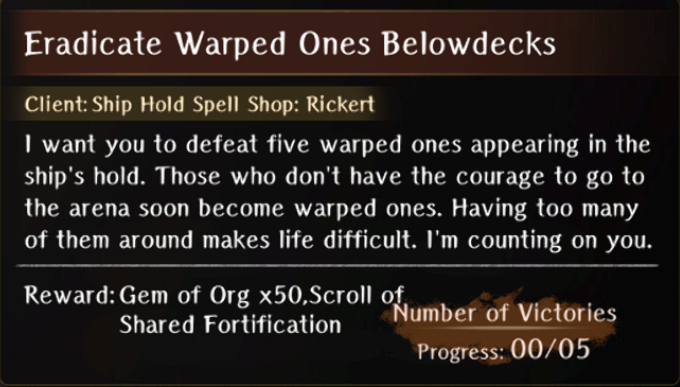 Eradicate Warped Ones Belowdecks
Client: Ship Hold Spell Shop: Rickert
I want you to defeat five warped ones appearing in the
ship's hold. Those who don't have the courage to go to
the arena soon become warped ones. Having too many
of them around makes life difficult. I'm counting on you.
Reward: Gem of Org x50,Scroll of
Shared Fortification
Number of Victories
Progress: 00/05